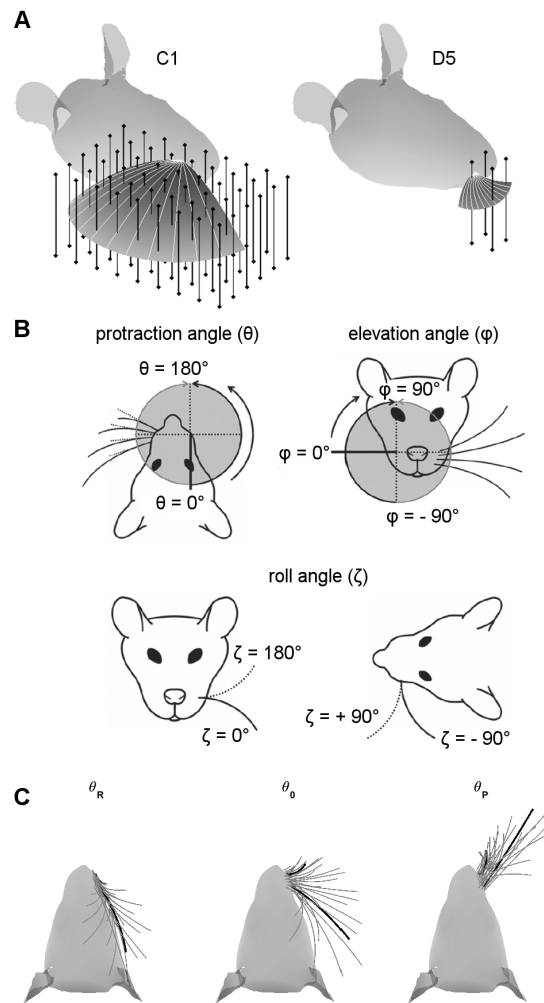 A
C1
D5
B
protraction angle (θ)
elevation angle (φ)
θ = 180°
φ = 90°
φ = 0°
θ = 0°
φ = - 90°
roll angle (ζ)
ζ = 180°
ζ = 0°
ζ = + 90°
ζ = - 90°
C
θR
θ0
θP